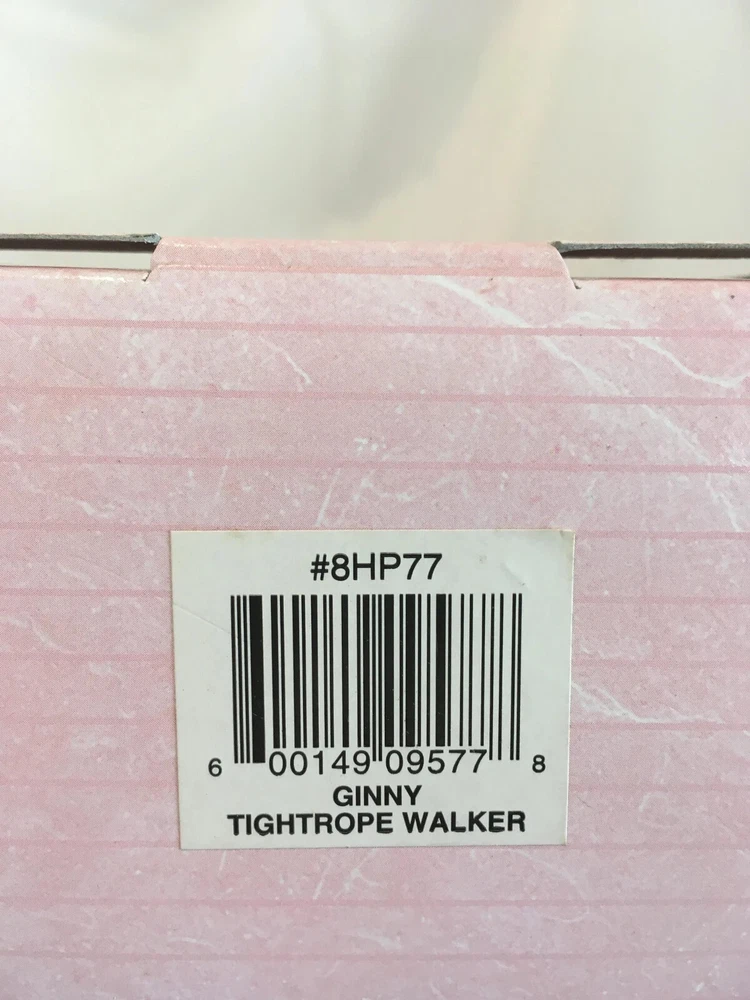 #8HP77
6 00149 09577 8
GINNY
TIGHTROPE WALKER